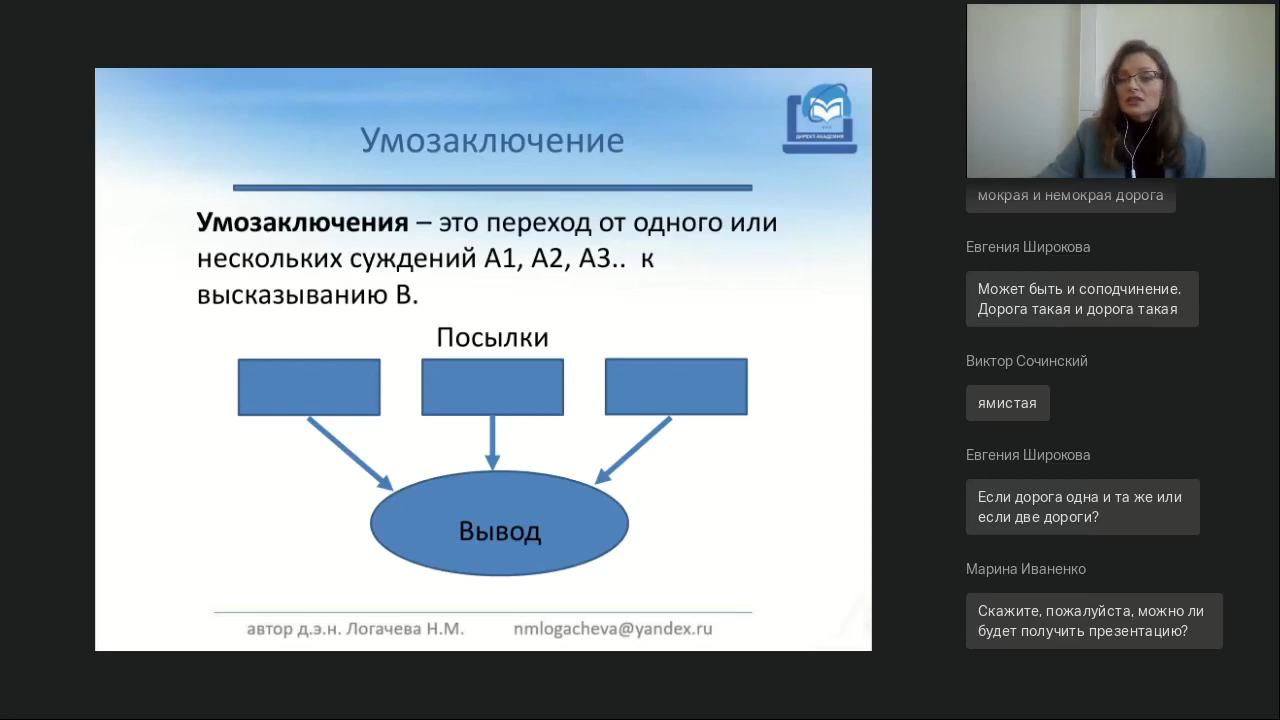 Умозаключение
ДИРЕКТ-АКАДЕМИЯ
Умозаключения – это переход от одного или
нескольких суждений А1, А2, А3.. к
высказыванию В.
Посылки
Вывод
автор д.э.н. Логачева Н.М. nmlogacheva@yandex.ru
мокрая и немокрая дорога
Евгения Широкова
Может быть и соподчинение.
Дорога такая и дорога такая
Виктор Сочинский
ямистая
Евгения Широкова
Если дорога одна и та же или
если две дороги?
Марина Иваненко
Скажите, пожалуйста, можно ли
будет получить презентацию?